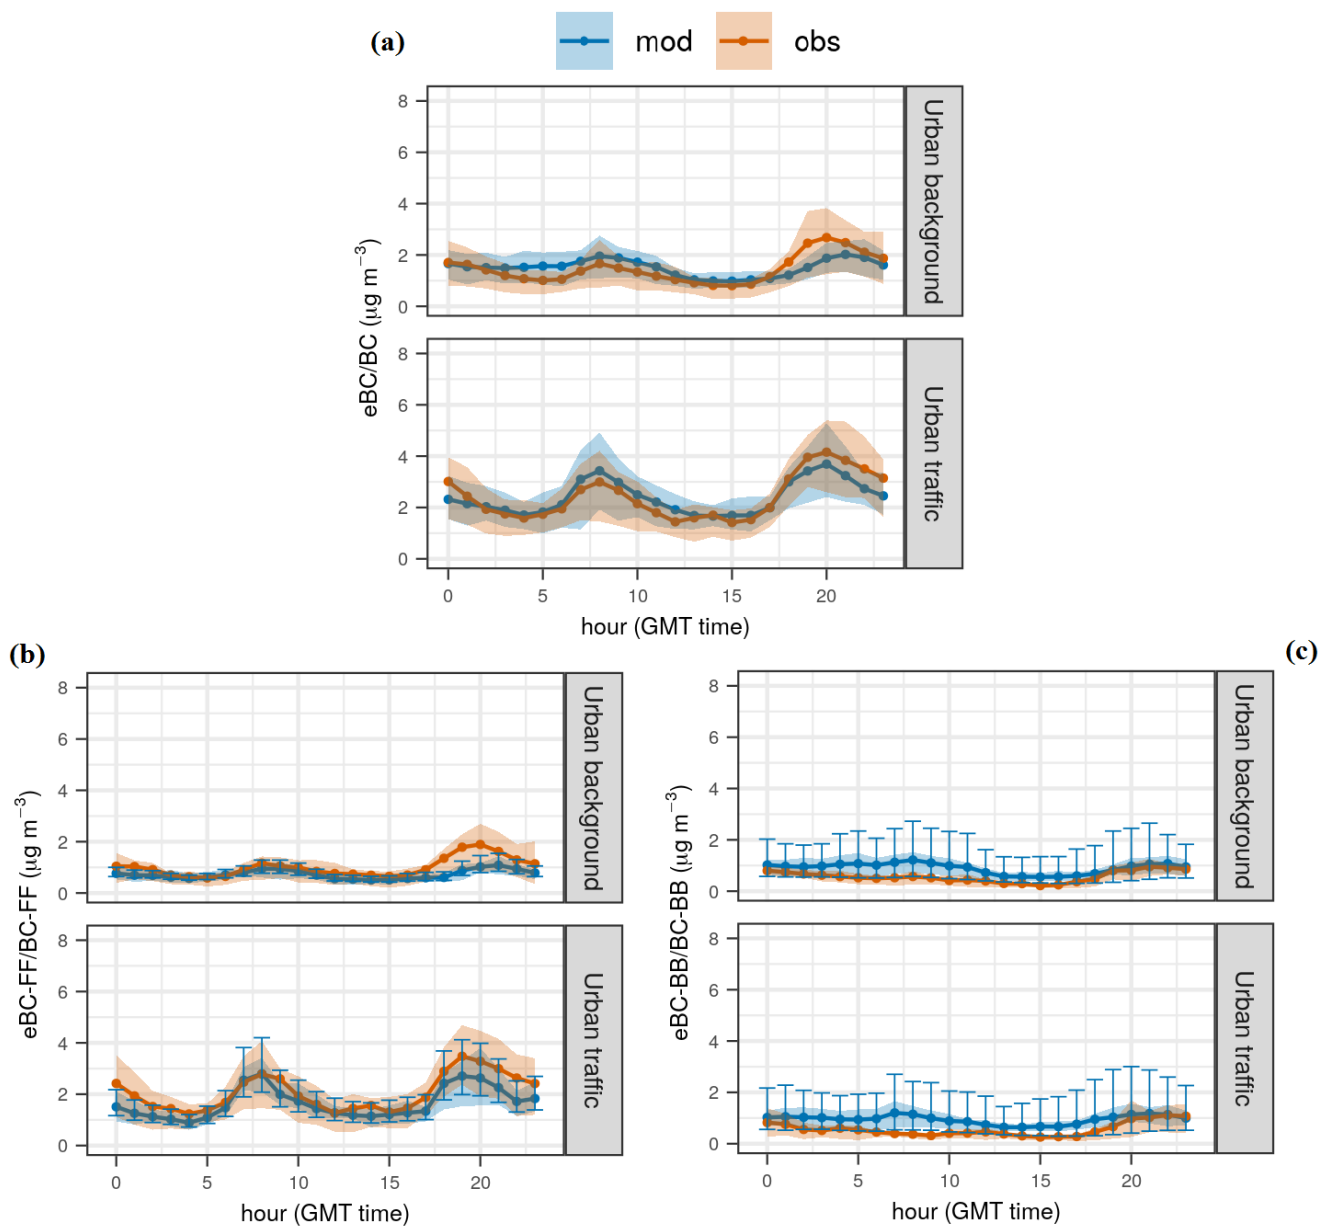 (a)
mod
obs
8
6
4
2
0
Urban background
eBC/BC (μg m−3)
8
6
4
2
0
Urban traffic
0 5 10 15 20
hour (GMT time)
(b)
8
6
4
2
0
Urban background
eBC-FF/BC-FF (μg m−3)
8
6
4
2
0
Urban traffic
0 5 10 15 20
hour (GMT time)
(c)
8
6
4
2
0
Urban background
eBC-BB/BC-BB (μg m−3)
8
6
4
2
0
Urban traffic
0 5 10 15 20
hour (GMT time)